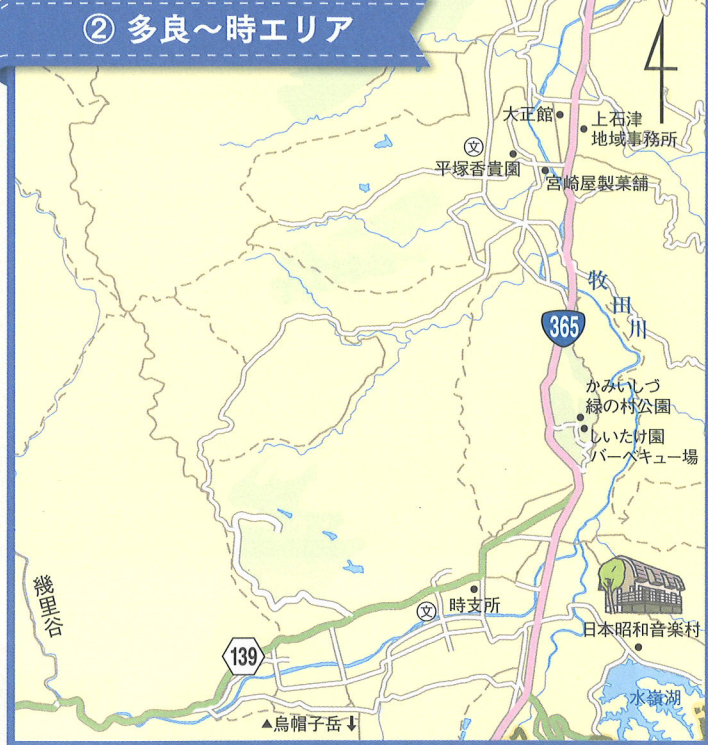 ② 多良～時エリア
大正館
上石津
地域事務所
文
平塚香貴園
宮崎屋製菓舗
牧田川
365
かみいしづ
緑の村公園
しいたけ園
バーベキュー場
幾里谷
文
時支所
日本昭和音楽村
139
水嶺湖
▲烏帽子岳⬇